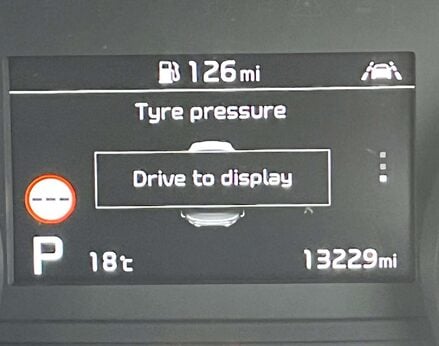 126mi
Tyre pressure
Drive to display
---
P 18℃ 13229mi